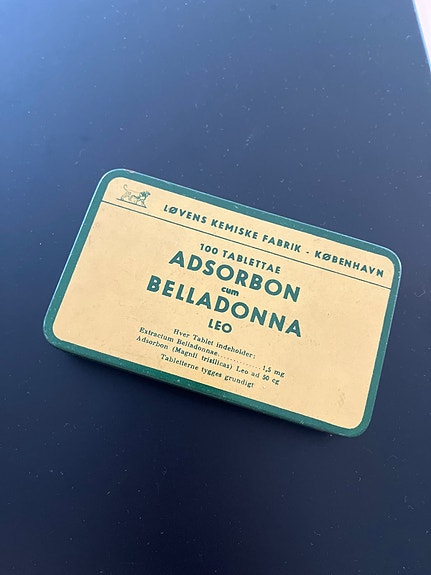 LØVENS KEMISKE FABRIK - KØBENHAVN
100 TABLETTAE
ADSORBON
cum
BELLADONNA
LEO
Hver Tablet indeholder:
Extractum Belladonnae..............1,5 mg
Adsorbon (Magnii trisilicas) Leo ad 50 cg
Tabletterne tygges grundigt